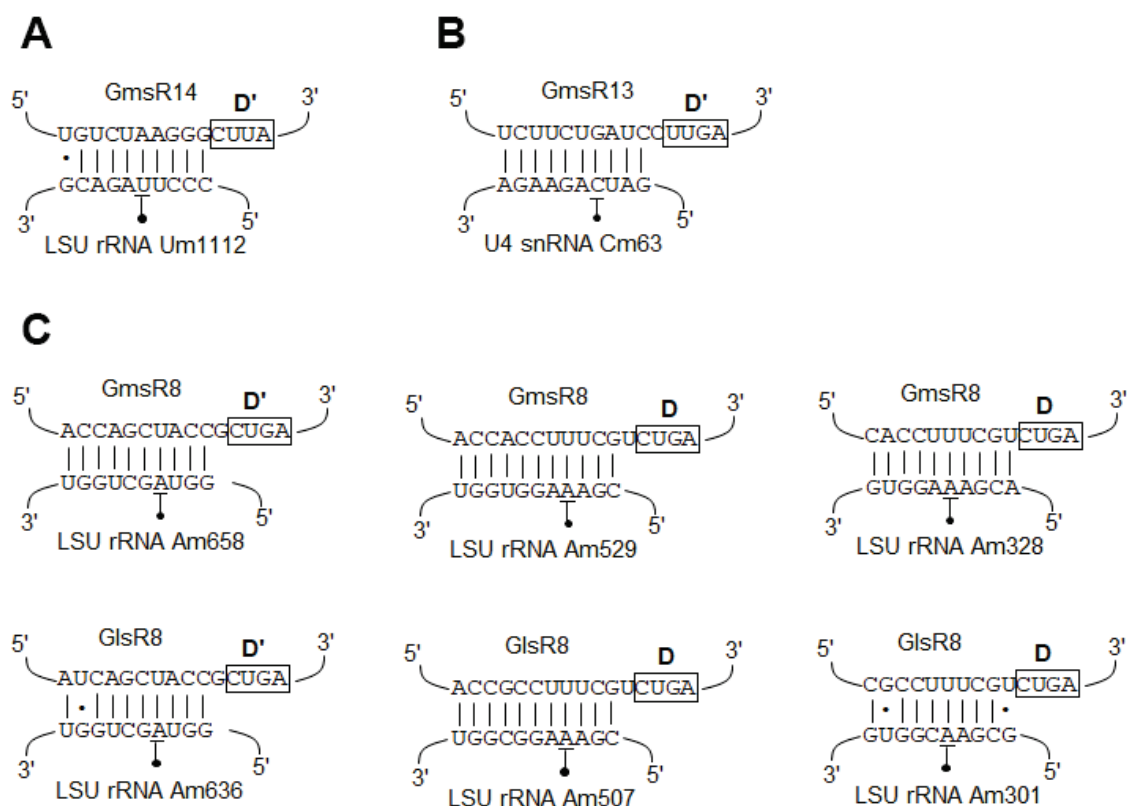 A
B
GmsR14
D'
5'
3'
UGUCUAAGGGCUUA
GCAGAUUCCC
3'
5'
LSU rRNA Um1112
GmsR13
D'
5'
3'
UCUUCUGAUCCUUGA
AGAAGACUAG
3'
5'
U4 snRNA Cm63
C
GmsR8
D'
5'
3'
ACCAGCUACCGCUGA
UGGUCGAUGG
3'
5'
LSU rRNA Am658
GmsR8
D
5'
3'
ACCACCUUUCGUCUGA
UGGUGGAAAGC
3'
5'
LSU rRNA Am529
GmsR8
D
5'
3'
CACCUUUCGUCUGA
GUGGAAAGCA
3'
5'
LSU rRNA Am328
GlsR8
D'
5'
3'
AUCAGCUACCGCUGA
UGGUCGAUGG
3'
5'
LSU rRNA Am636
GlsR8
D
5'
3'
ACCGCCUUUCGUCUGA
UGGCGGAAAGC
3'
5'
LSU rRNA Am507
GlsR8
D
5'
3'
CGCCUUUCGUCUGA
GUGGCAAGCG
3'
5'
LSU rRNA Am301